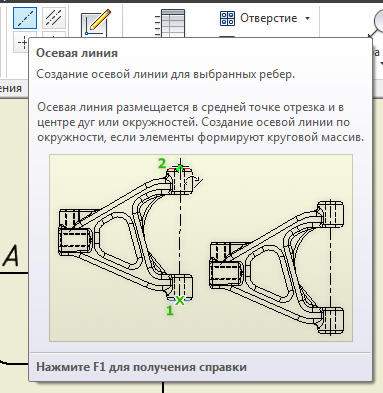 Отверстие
а
ения
Осевая линия
Создание осевой линии для выбранных ребер.
Осевая линия размещается в средней точке отрезка и в
центре дуг или окружностей. Создание осевой линии по
окружности, если элементы формируют круговой массив.
2
1
A
Нажмите F1 для получения справки